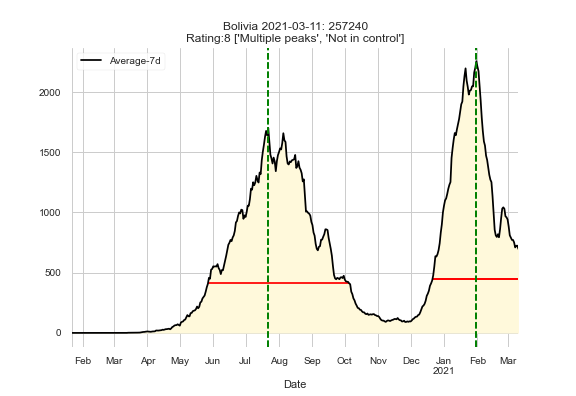 Bolivia 2021-03-11: 257240
Rating:8 ['Multiple peaks', 'Not in control']
Average-7d
2000
1500
1000
500
0
Feb Mar Apr May Jun Jul Aug Sep Oct Nov Dec Jan Feb Mar
2021
Date